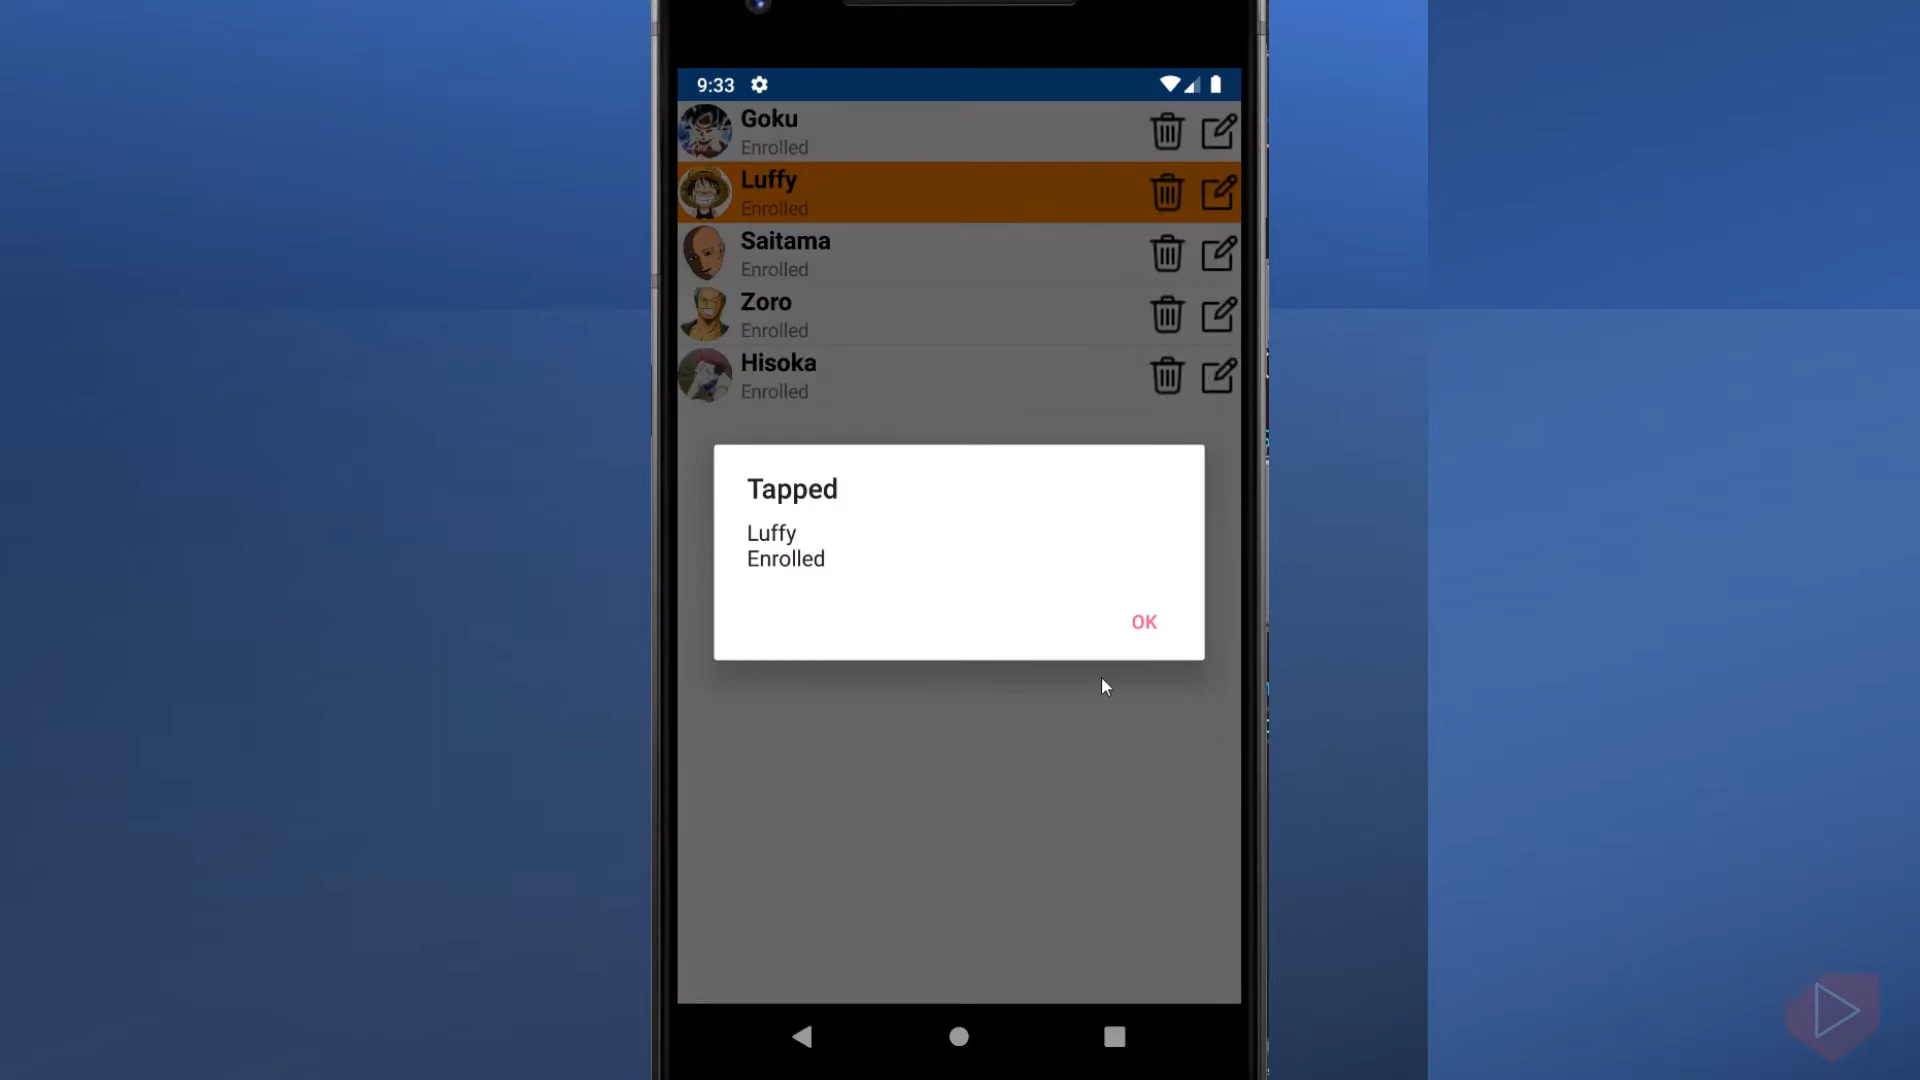 9:33
Goku
Enrolled
Luffy
Enrolled
Saitama
Enrolled
Zoro
Enrolled
Hisoka
Enrolled
Tapped
Luffy
Enrolled
OK